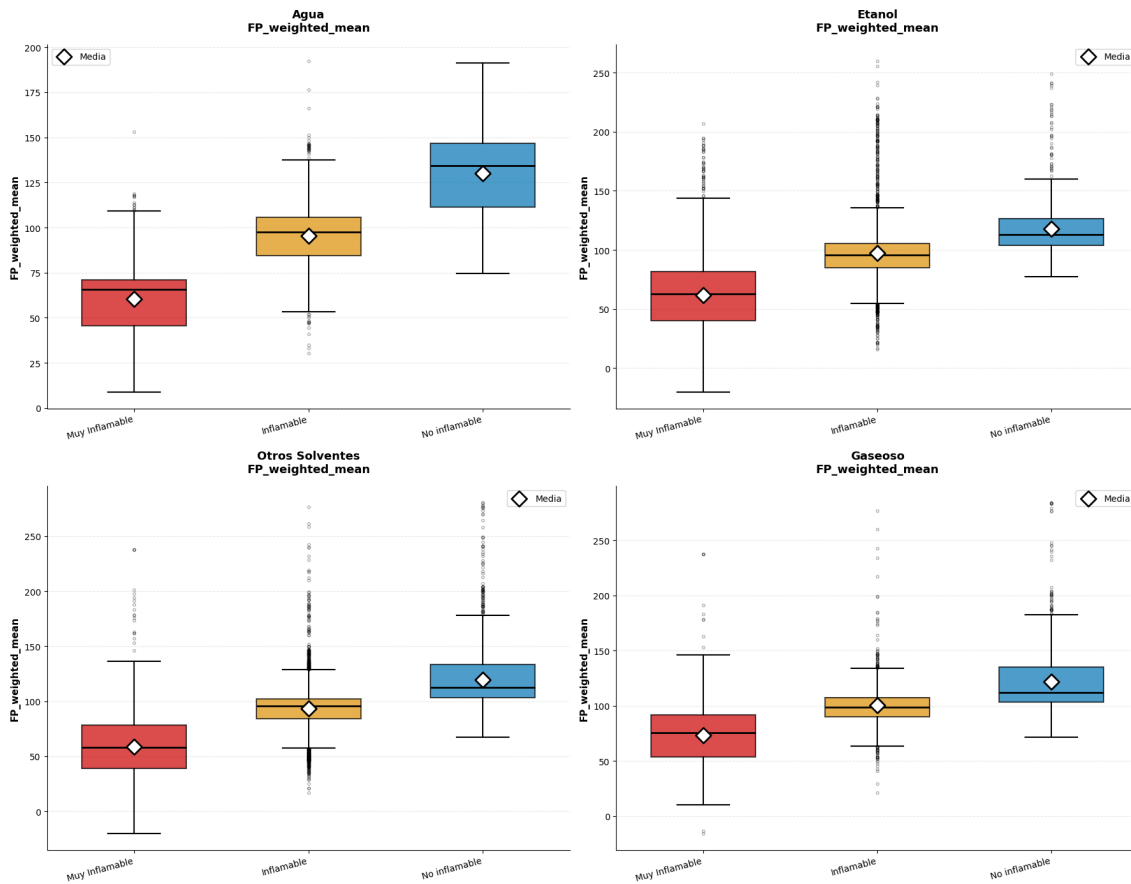 Agua
FP_weighted_mean
Media
FP_weighted_mean
200
175
150
125
100
75
50
25
0
Muy Inflamable
Inflamable
No inflamable
Etanol
FP_weighted_mean
Media
FP_weighted_mean
250
200
150
100
50
0
Muy Inflamable
Inflamable
No inflamable
Otros Solventes
FP_weighted_mean
Media
FP_weighted_mean
250
200
150
100
50
0
Muy Inflamable
Inflamable
No inflamable
Gaseoso
FP_weighted_mean
Media
FP_weighted_mean
250
200
150
100
50
0
Muy Inflamable
Inflamable
No inflamable